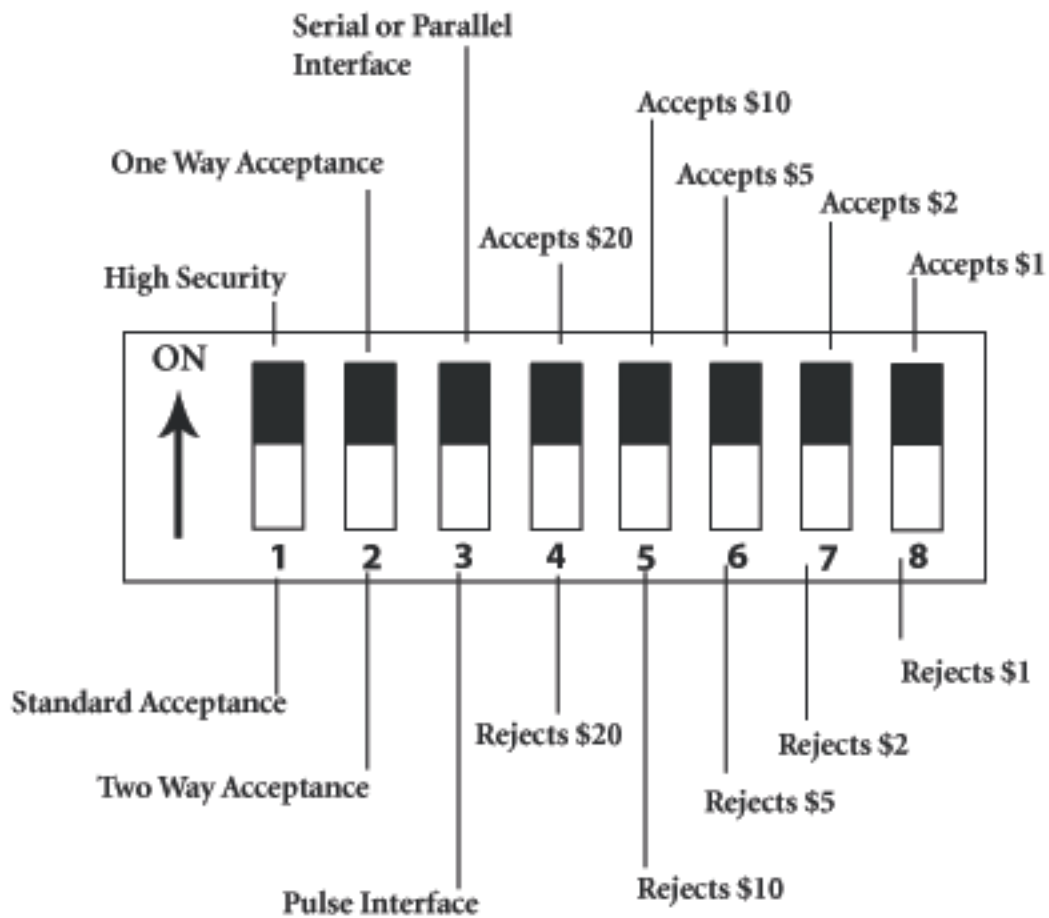 Serial or Parallel
Interface
Accepts $10
One Way Acceptance
Accepts $5
Accepts $2
Accepts $20
High Security
Accepts $1
ON
1 2 3 4 5 6 7 8
Rejects $1
Standard Acceptance
Rejects $20
Rejects $2
Two Way Acceptance
Rejects $5
Pulse Interface
Rejects $10